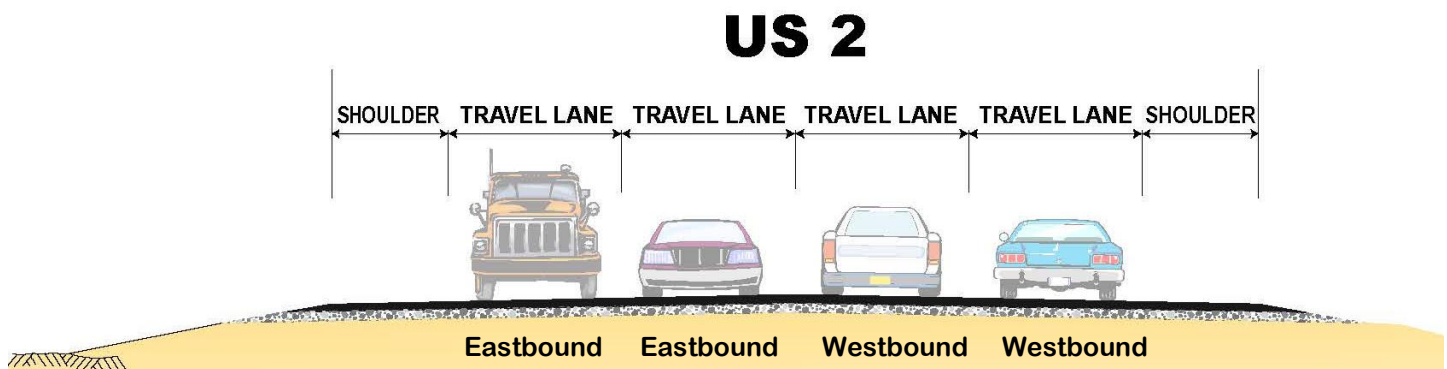 US 2
SHOULDER TRAVEL LANE TRAVEL LANE TRAVEL LANE TRAVEL LANE SHOULDER
Eastbound Eastbound Westbound Westbound